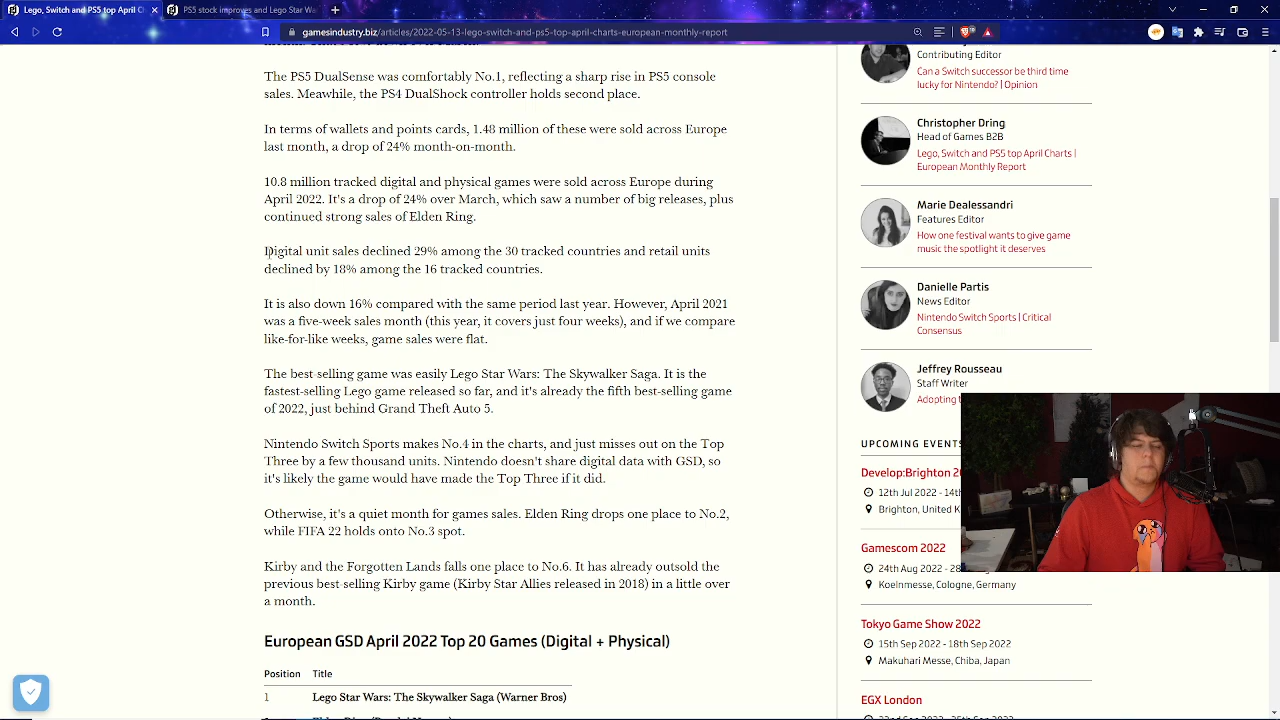 Lego, Switch and PS5 top April C
PS5 stock improves and Lego Star Wa
gamesindustry.biz/articles/2022-05-13-lego-switch-and-ps5-top-april-charts-european-monthly-report
The PS5 DualSense was comfortably No.1, reflecting a sharp rise in PS5 console
sales. Meawhile, the PS4 DualShock controller holds second place.
In terms of wallets and points cards, 1.48 million of these were sold across Europe
last month, a drop of 24% month-on-month.
10.8 million tracked digital and physical games were sold across Europe during
April 2022. It's a drop of 24% over March, which saw a number of big releases, plus
continued strong sales of Elden Ring.
Digital unit sales declined 29% among the 30 tracked countries and retail units
declined by 18% among the 16 tracked countries.
It is also down 16% compared with the same period last year. However, April 2021
was a five-week sales month (this year, it covers just four weeks), and if we compare
like-for-like weeks, game sales were flat.
The best-selling game was easily Lego Star Wars: The Skywalker Saga. It is the
fastest-selling Lego game released so far, and it's already the fifth best-selling game
of 2022, just behind Grand Theft Auto 5.
Nintendo Switch Sports makes No.4 in the charts, and just misses out on the Top
Three by a few thousand units. Nintendo doesn't share digital data with GSD, so
it's likely the game would have made the Top Three if it did.
Otherwise, it's a quiet month for games sales. Elden Ring drops one place to No.2,
while FIFA 22 holds onto No.3 spot.
Kirby and the Forgotten Lands falls one place to No.6. It has already outsold the
previous best-selling Kirby game (Kirby Star Allies released in 2018) in a little over
a month.
European GSD April 2022 Top 20 Games (Digital + Physical)
Position Title
1 Lego Star Wars: The Skywalker Saga (Warner Bros)
Contributing Editor
Can a Switch successor be third time
lucky for Nintendo? | Opinion
Christopher Dring
Head of Games B2B
Lego, Switch and PS5 top April Charts |
European Monthly Report
Marie Dealessandri
Features Editor
How one festival wants to give game
music the spotlight it deserves
Danielle Partis
News Editor
Nintendo Switch Sports | Critical
Consensus
Jeffrey Rousseau
Staff Writer
Adopting
UPCOMING EVENTS
Develop:Brighton 20
12th Jul 2022 - 14th
Brighton, United K
Gamescom 2022
24th Aug 2022 - 28
Koelnmesse, Cologne, Germany
Tokyo Game Show 2022
15th Sep 2022 - 18th Sep 2022
Makuhari Messe, Chiba, Japan
EGX London